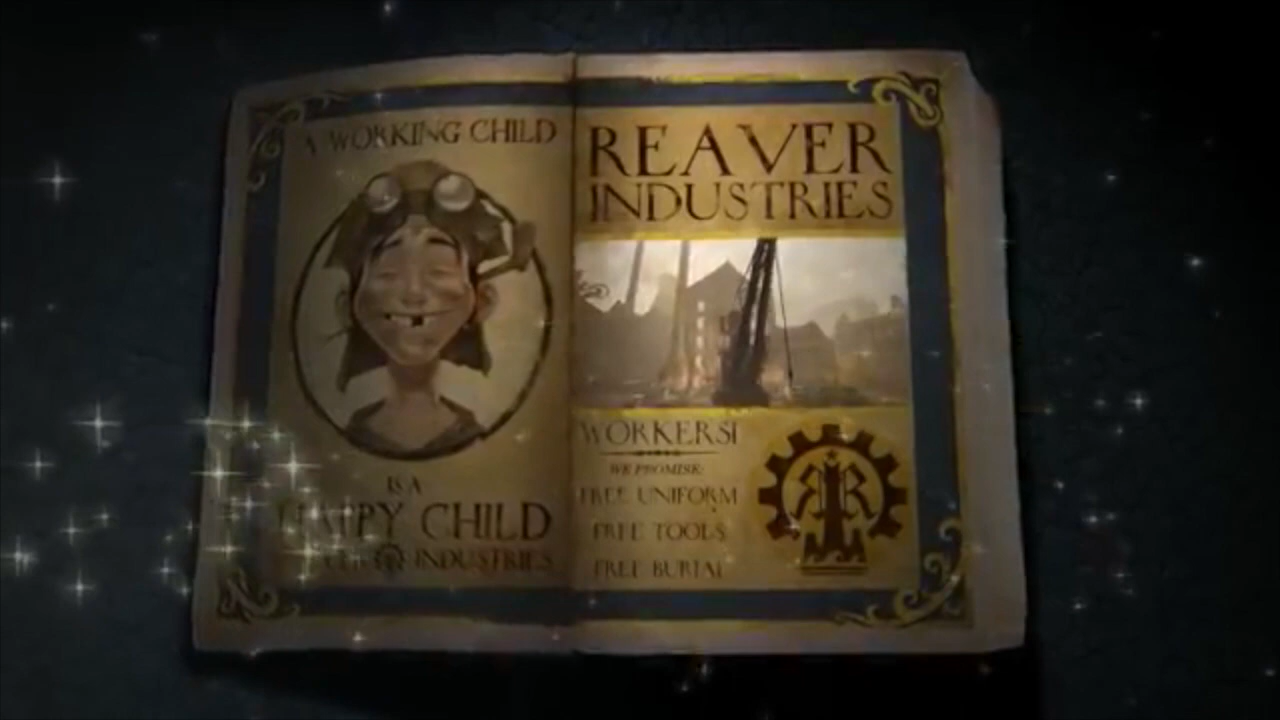 A WORKING CHILD
IS A
HAPPY CHILD
INDUSTRIES
REAVER
INDUSTRIES
WORKERS!
WE PROMISE:
FREE UNIFORM
FREE TOOLS
FREE BURIAL